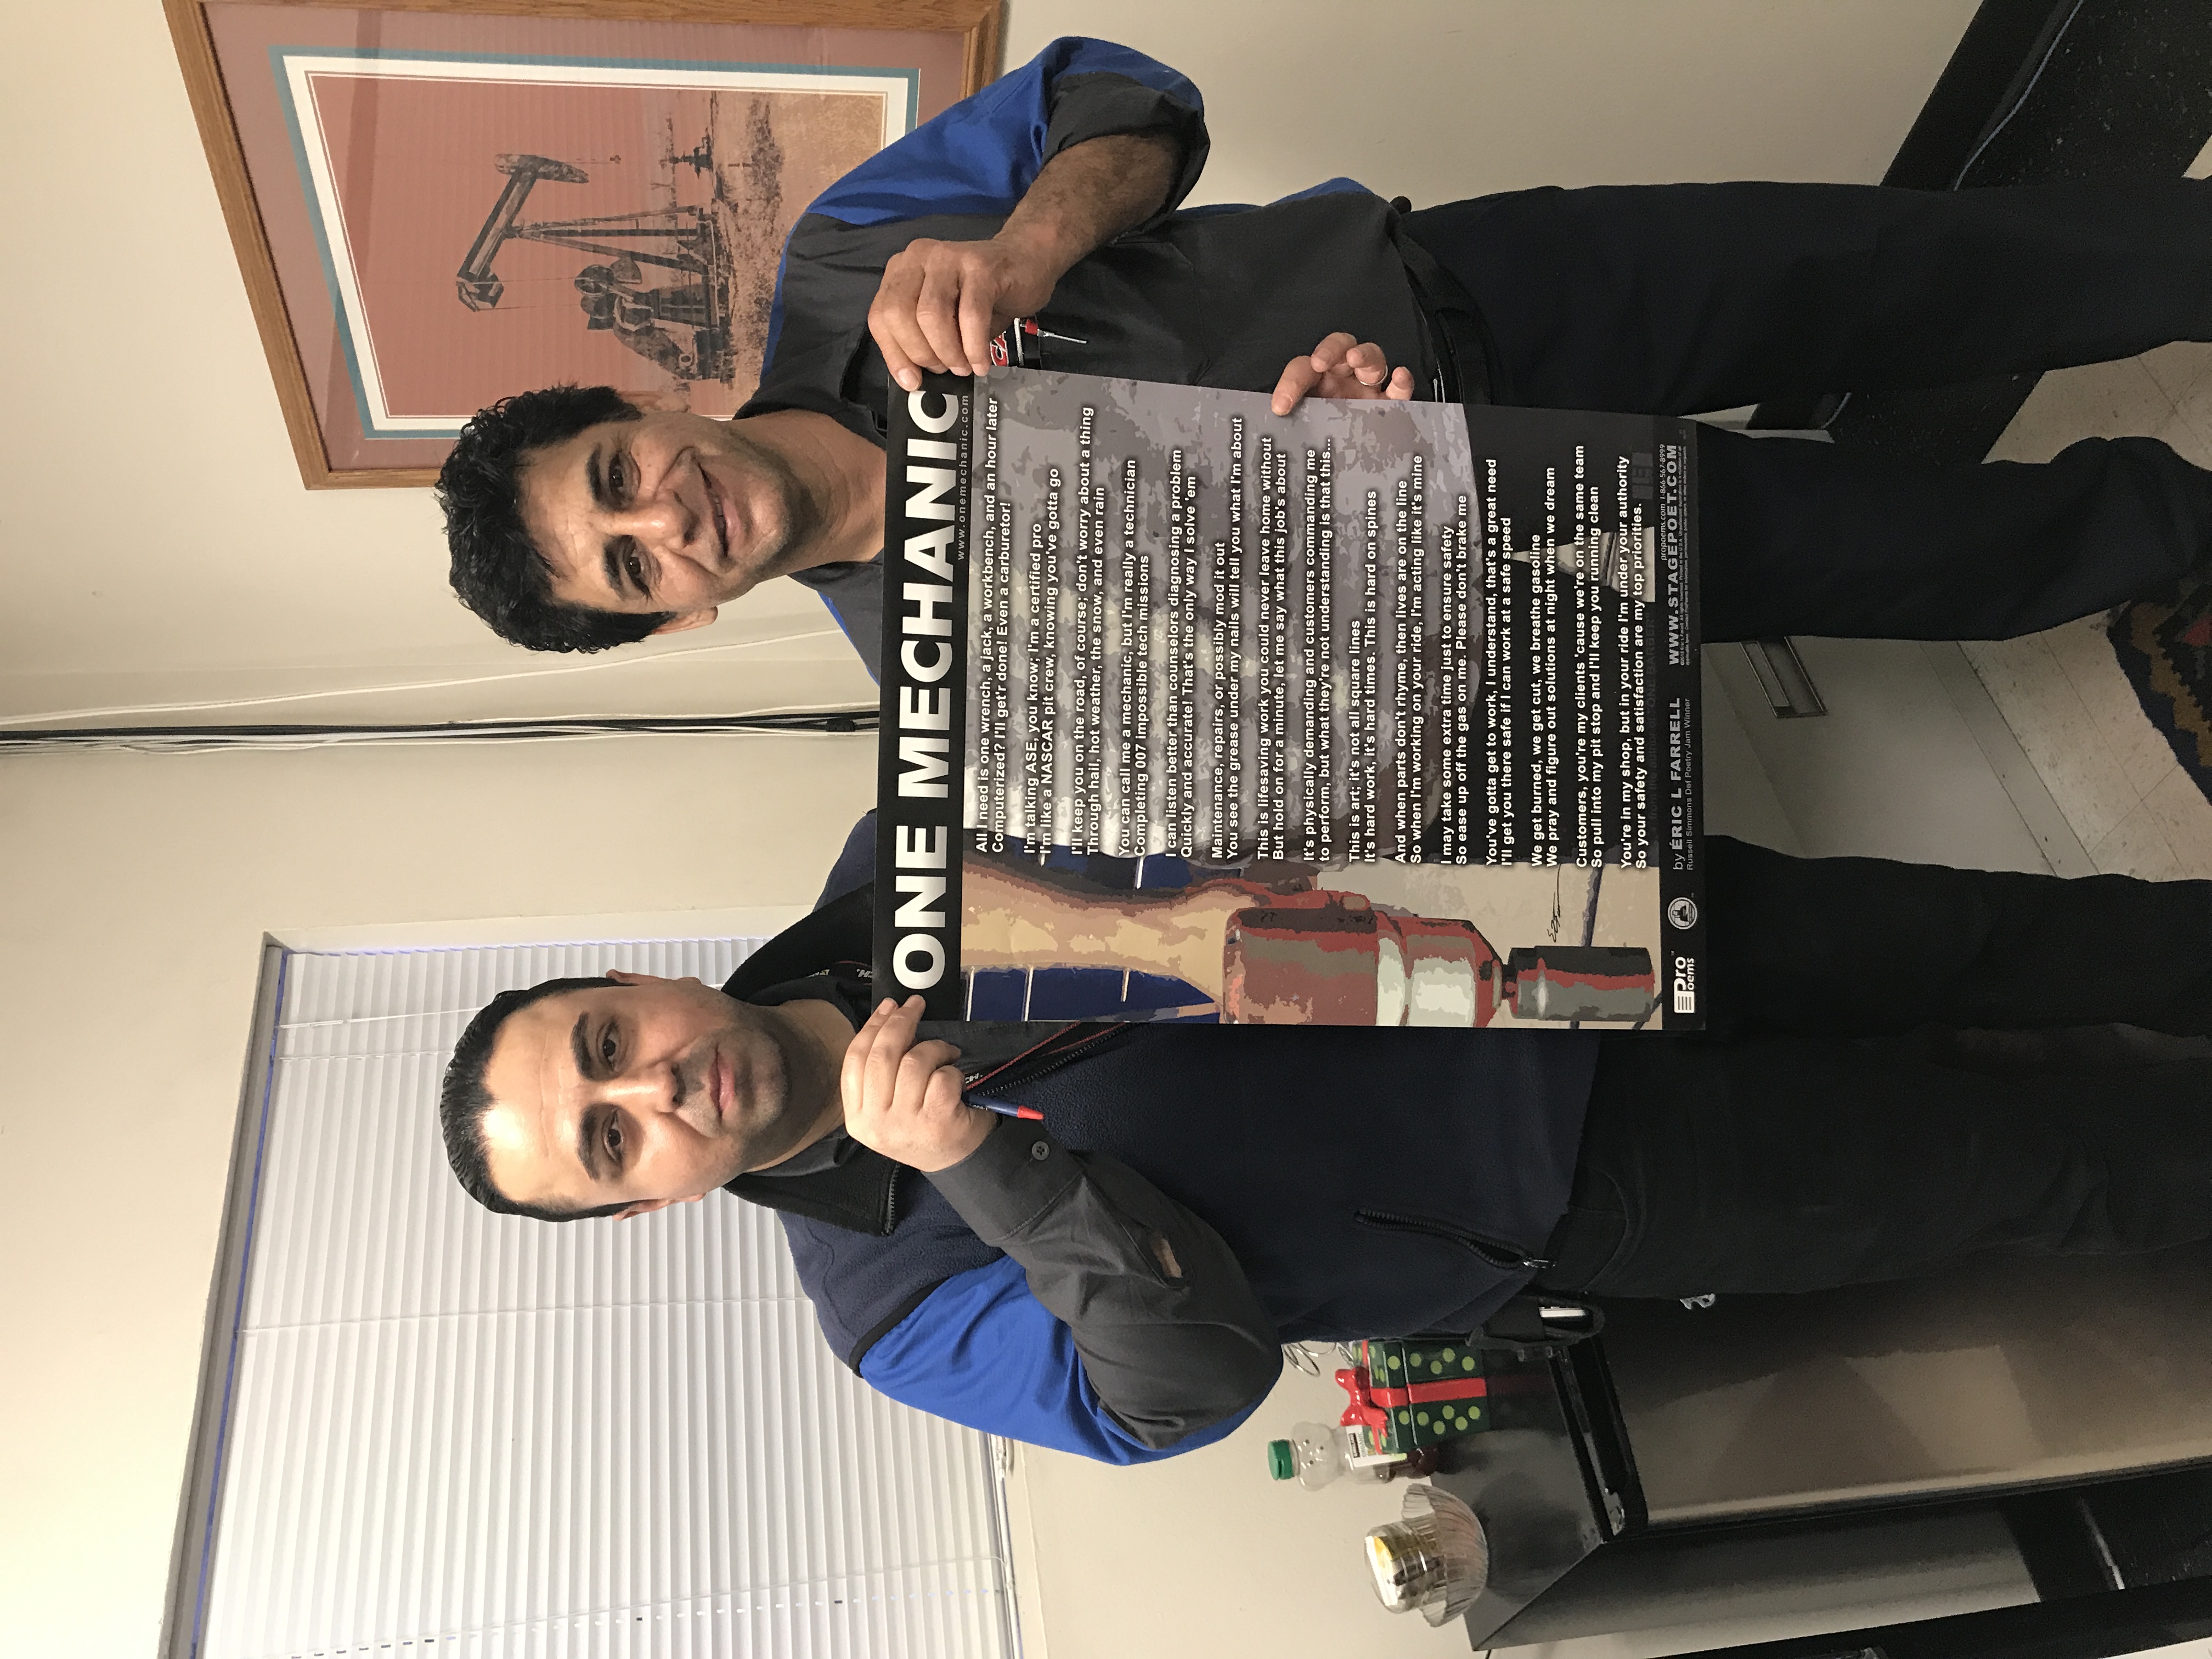 ONE MECHANIC
www.onemechanic.com
All I need is one wrench, a jack, a workbench, and an hour later
Computerized? I'll get'r done! Even a carburetor!
I'm talking ASE, you know; I'm a certified pro
I'm like a NASCAR pit crew, knowing you've gotta go
I'll keep you on the road, of course; don't worry about a thing
Through hail, hot weather, the snow, and even rain
You can call me a mechanic, but I'm really a technician
Completing 007 impossible tech missions
I can listen better than counselors diagnosing a problem
Quickly and accurate! That's the only way I solve 'em
Maintenance, repairs, or possibly mod it out
You see the grease under my nails will tell you what I'm about
This is lifesaving work you could never leave home without
But hold on for a minute, let me say what this job's about
It's physically demanding and customers commanding me
to perform, but what they're not understanding is that this...
This is art; it's not all square lines
It's hard work, it's hard times. This is hard on spines
And when parts don't rhyme, then lives are on the line
So when I'm working on your ride, I'm acting like it's mine
I may take some extra time just to ensure safety
So ease up off the gas on me. Please don't brake me
You've gotta get to work, I understand, that's a great need
I'll get you there safe if I can work at a safe speed
We get burned, we get cut, we breathe gasoline
We pray and figure out solutions at night when we dream
Customers, you're my clients 'cause we're on the same team
So pull into my pit stop and I'll keep you running clean
You're in my shop, but in your ride I'm under your authority
So your safety and satisfaction are my top priorities.
Pro Poems
by ÉRIC L FARRELL
Russell Simmons Def Poetry Jam Winner
propoems.com 1-866-567-8999
WWW.STAGEPOET.COM